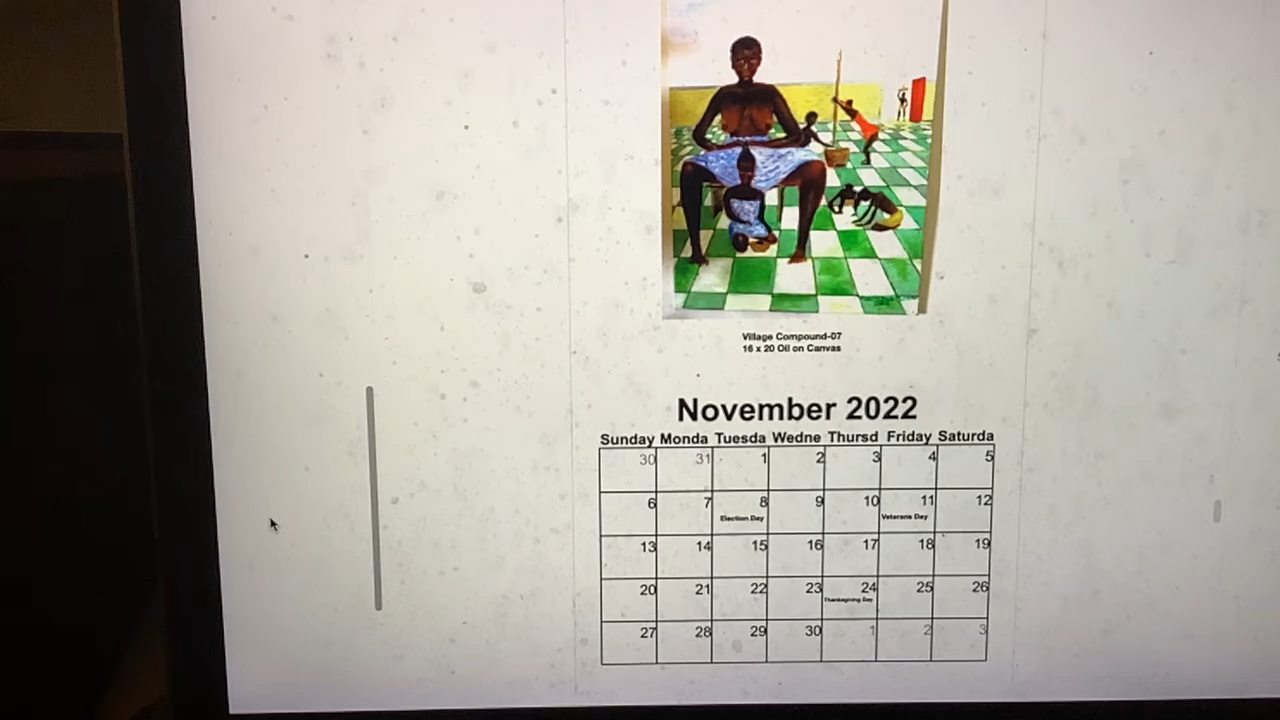 Village Compound-07
16 x 20 Oil on Canvas
November 2022
Sunday Monda Tuesda Wedne Thursd Friday Saturda
30 31 1 2 3 4 5
6 7 8 9 10 11 12
Election Day Veterans Day
13 14 15 16 17 18 19
20 21 22 23 24 25 26
Thanksgiving Day
27 28 29 30 1 2 3